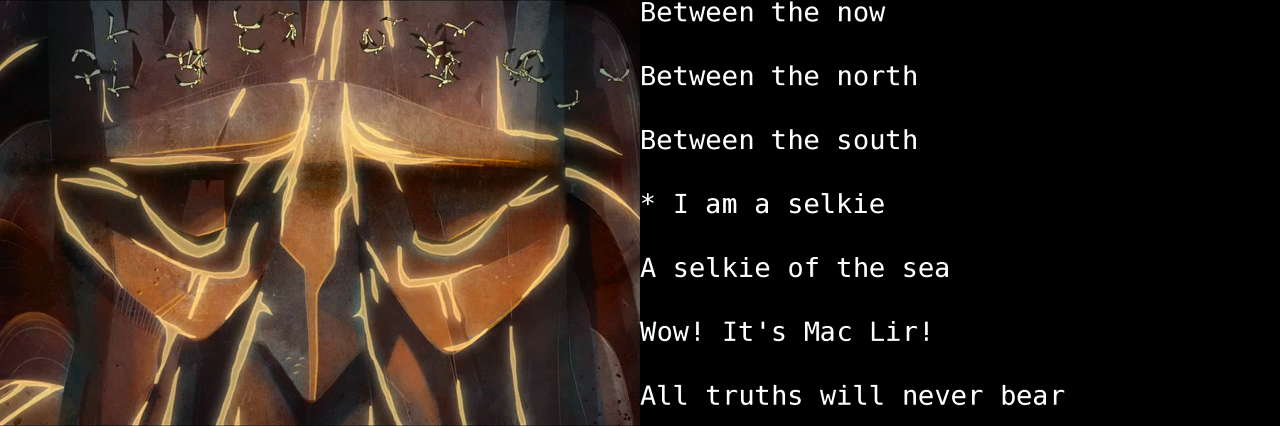 Between the now
Between the north
Between the south
* I am a selkie
A selkie of the sea
Wow! It's Mac Lir!
All truths will never bear